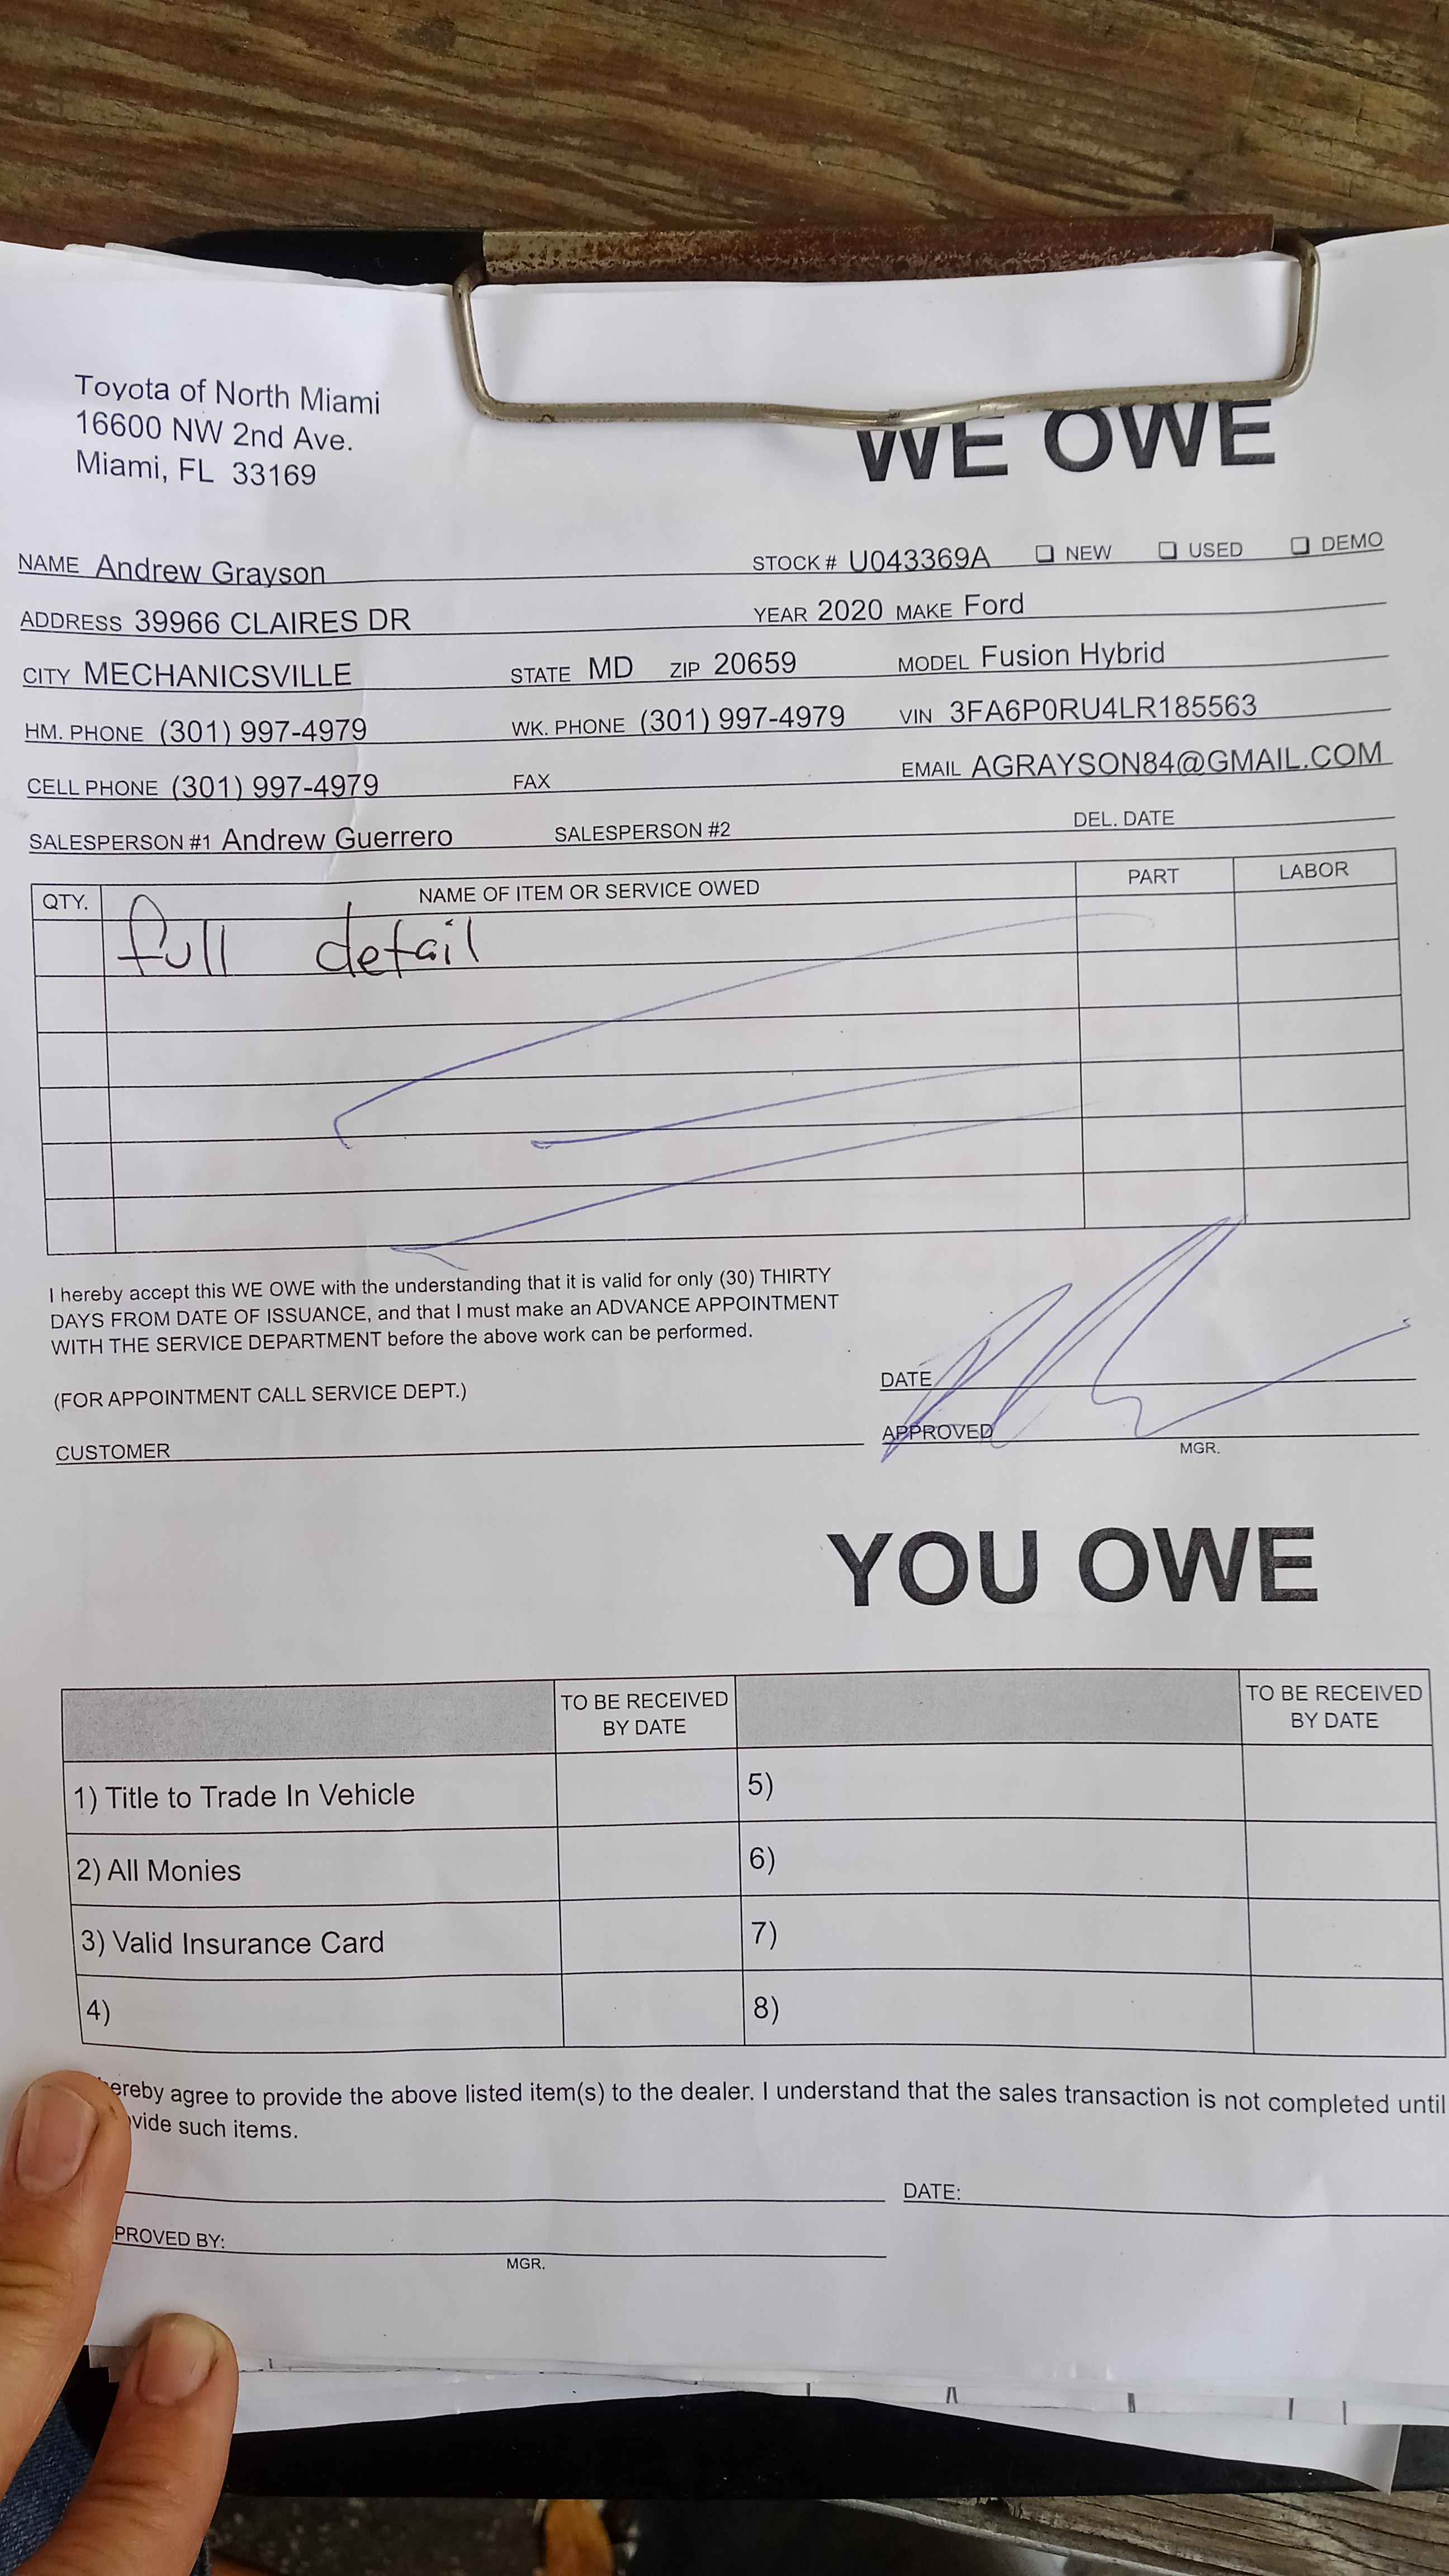 Toyota of North Miami
16600 NW 2nd Ave.
Miami, FL 33169
WE OWE
NAME Andrew Grayson STOCK # U043369A ❏ NEW ❏ USED ❏ DEMO
ADDRESS 39966 CLAIRES DR YEAR 2020 MAKE Ford
CITY MECHANICSVILLE STATE MD ZIP 20659 MODEL Fusion Hybrid
HM. PHONE (301) 997-4979 WK. PHONE (301) 997-4979 VIN 3FA6P0RU4LR185563
CELL PHONE (301) 997-4979 FAX EMAIL AGRAYSON84@GMAIL.COM
SALESPERSON #1 Andrew Guerrero SALESPERSON #2 DEL. DATE
QTY. NAME OF ITEM OR SERVICE OWED PART LABOR
full detail
I hereby accept this WE OWE with the understanding that it is valid for only (30) THIRTY
DAYS FROM DATE OF ISSUANCE, and that I must make an ADVANCE APPOINTMENT
WITH THE SERVICE DEPARTMENT before the above work can be performed.
DATE
(FOR APPOINTMENT CALL SERVICE DEPT.)
APPROVED
CUSTOMER MGR.
YOU OWE
TO BE RECEIVED BY DATE TO BE RECEIVED BY DATE
1) Title to Trade In Vehicle 5)
2) All Monies 6)
3) Valid Insurance Card 7)
4) 8)
ereby agree to provide the above listed item(s) to the dealer. I understand that the sales transaction is not completed until
vide such items.
DATE:
PROVED BY:
MGR.